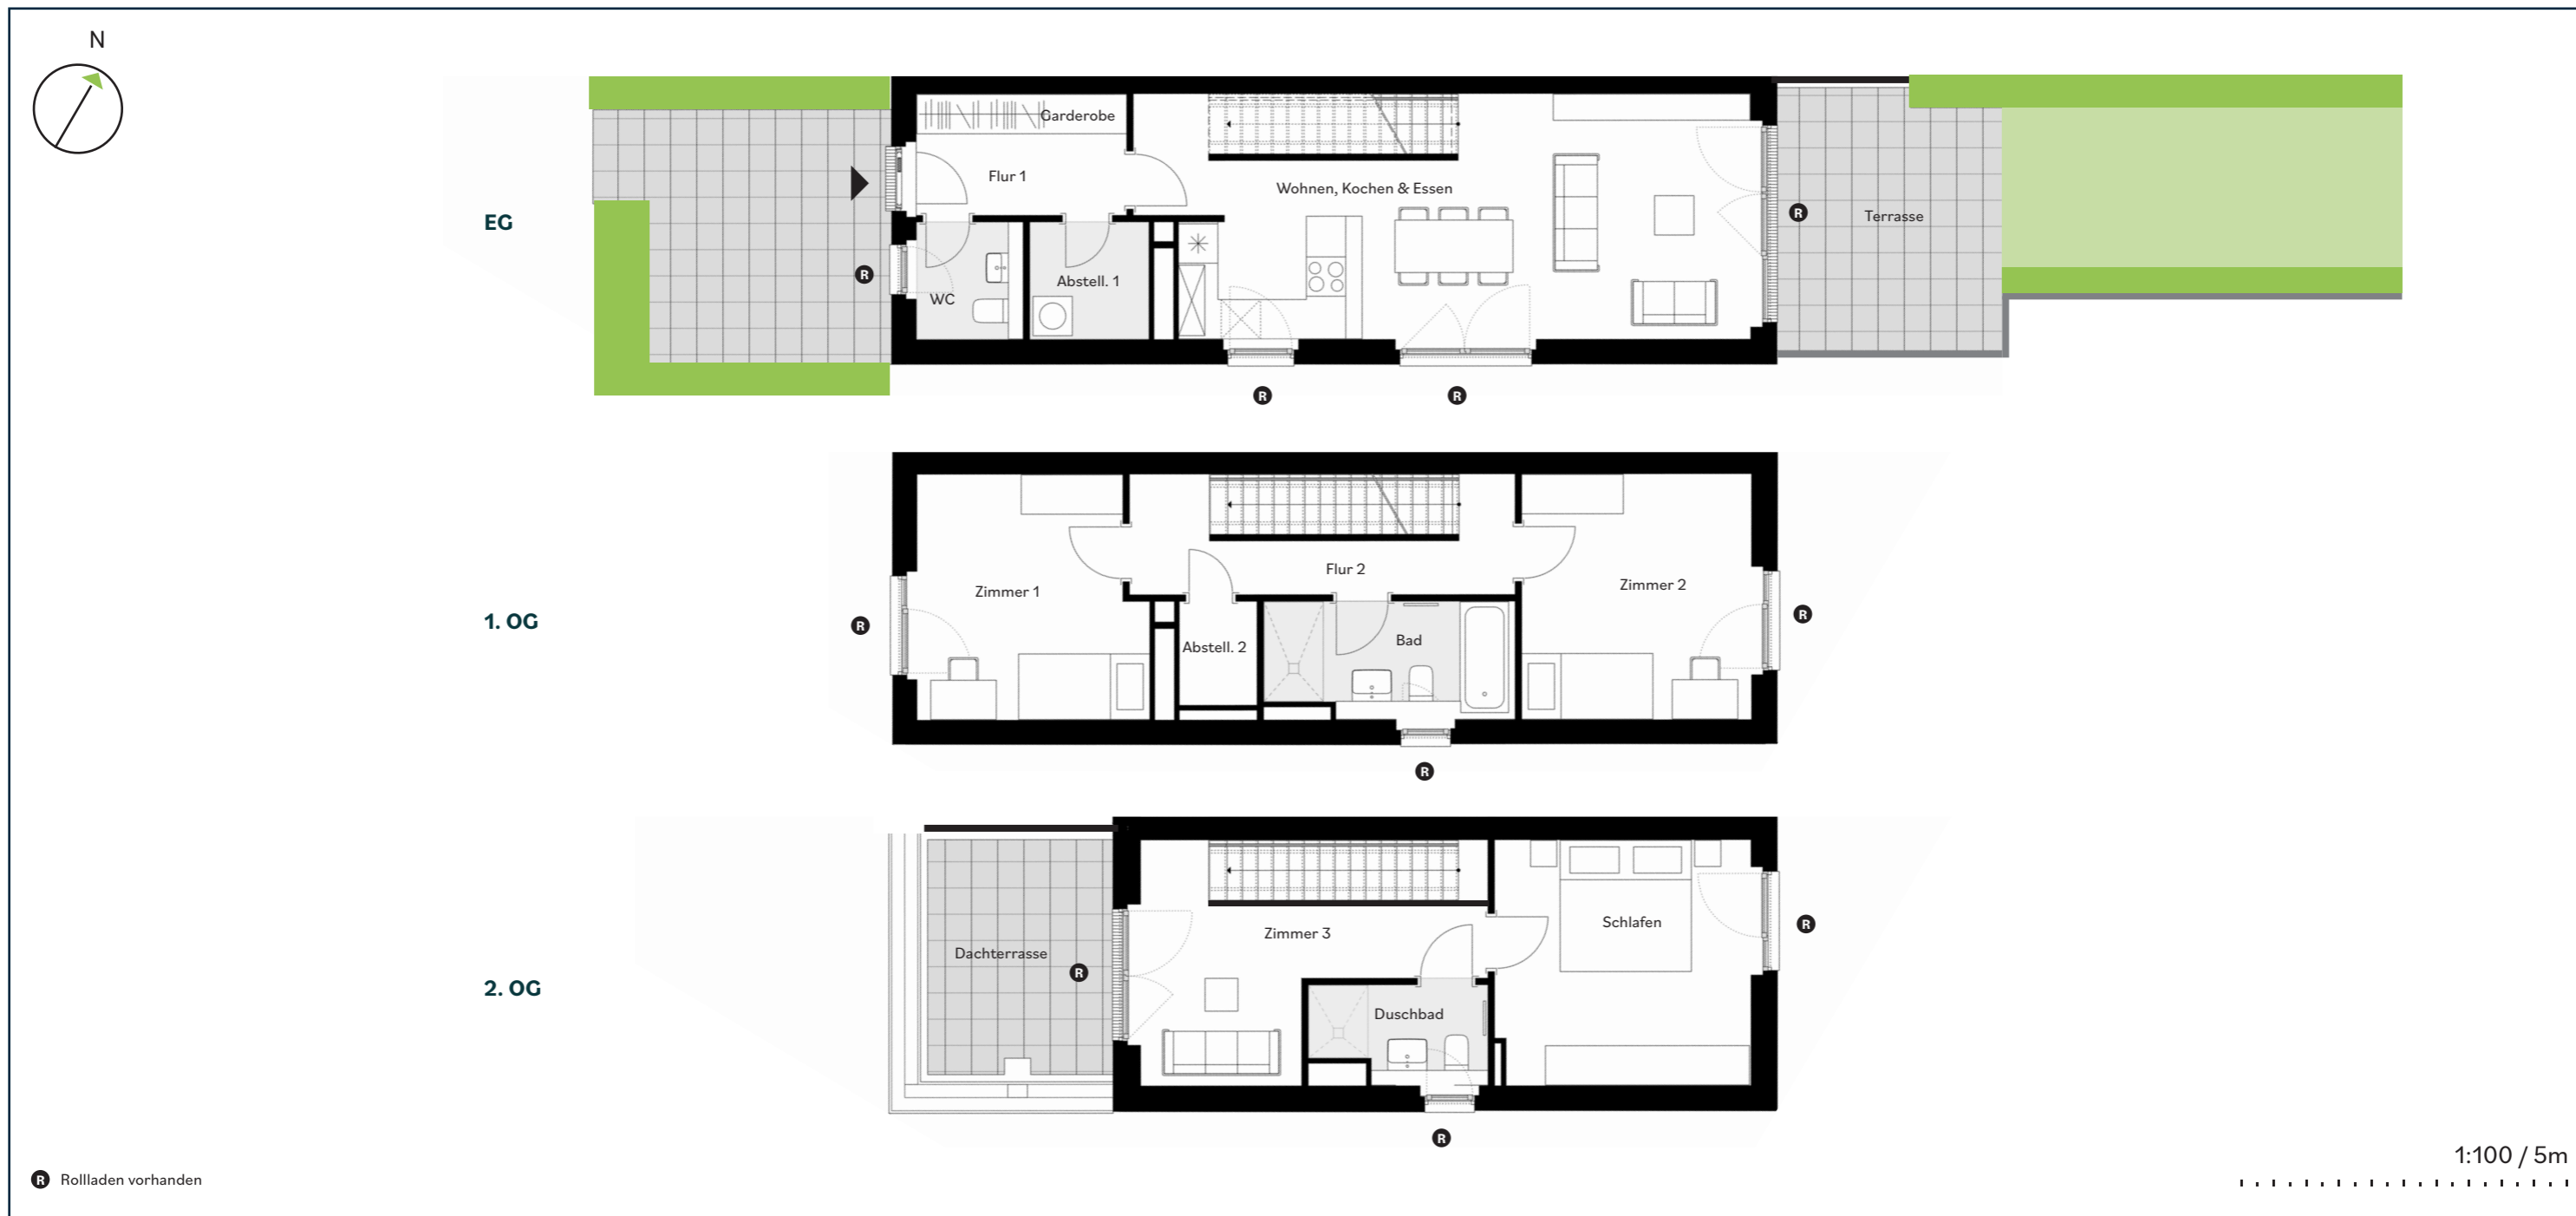 N
EG
Garderobe
Flur 1
Wohnen, Kochen & Essen
R
Terrasse
R
WC
Abstell. 1
R
R
1. OG
Flur 2
Zimmer 1
Zimmer 2
R
R
Abstell. 2
Bad
R
2. OG
Zimmer 3
Schlafen
R
Dachterrasse
R
Duschbad
R
1:100 / 5m
R Rollladen vorhanden